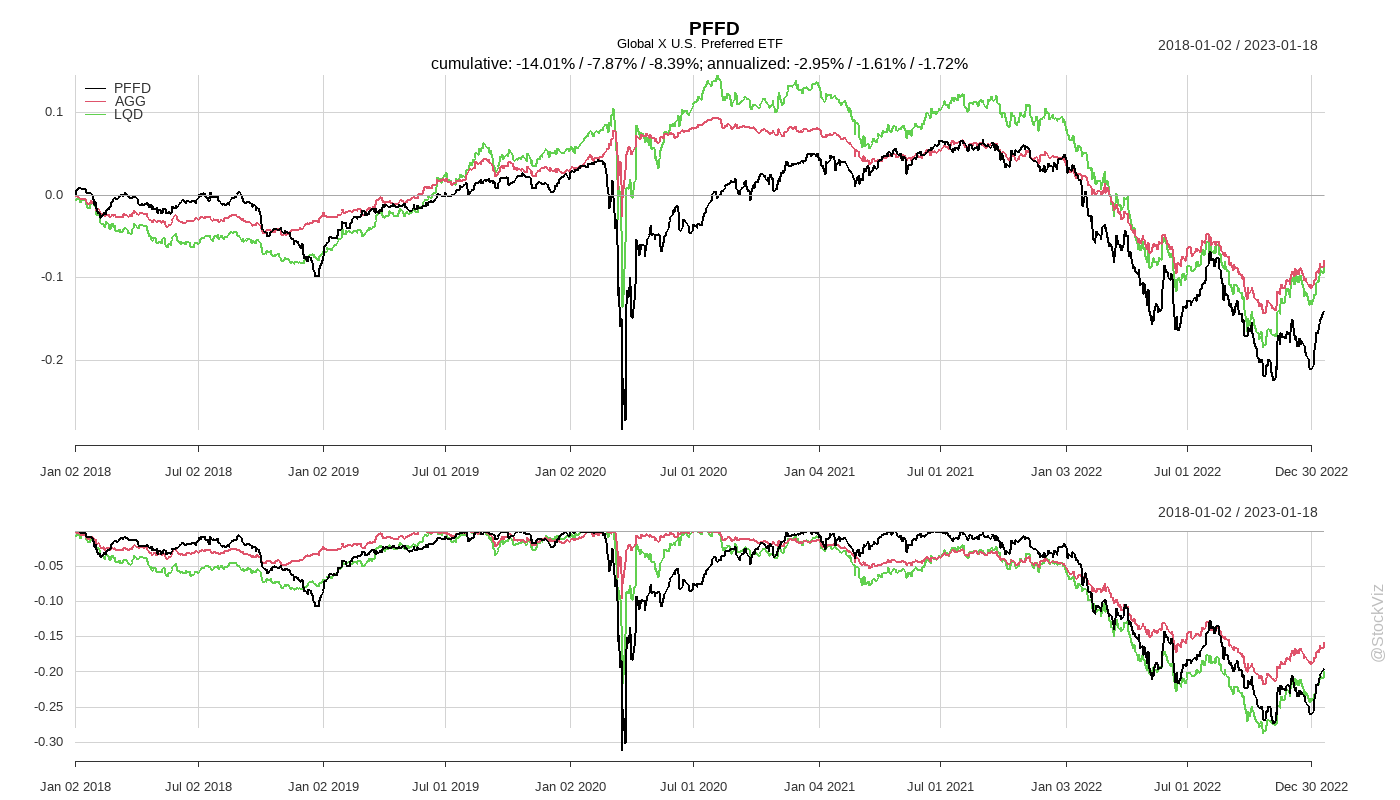 PFFD
Global X U.S. Preferred ETF
2018-01-02 / 2023-01-18
cumulative: -14.01% / -7.87% / -8.39%; annualized: -2.95% / -1.61% / -1.72%
PFFD
AGG
LQD
0.1
0.0
-0.1
-0.2
Jan 02 2018 Jul 02 2018 Jan 02 2019 Jul 01 2019 Jan 02 2020 Jul 01 2020 Jan 04 2021 Jul 01 2021 Jan 03 2022 Jul 01 2022 Dec 30 2022
2018-01-02 / 2023-01-18
-0.05
-0.10
-0.15
-0.20
-0.25
-0.30
Jan 02 2018 Jul 02 2018 Jan 02 2019 Jul 01 2019 Jan 02 2020 Jul 01 2020 Jan 04 2021 Jul 01 2021 Jan 03 2022 Jul 01 2022 Dec 30 2022
@StockViz